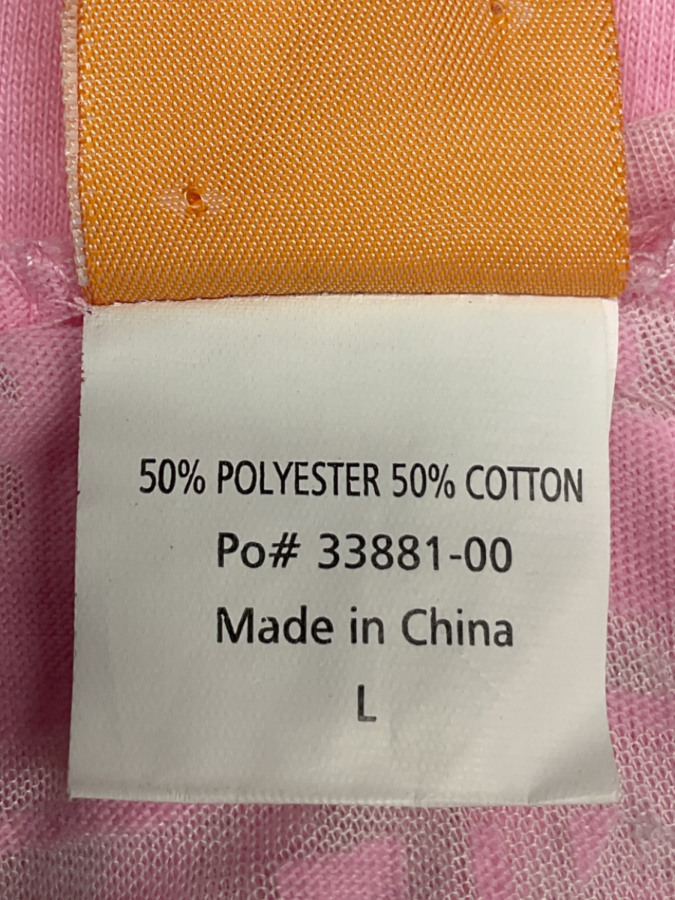 50% POLYESTER 50% COTTON
Po# 33881-00
Made in China
L